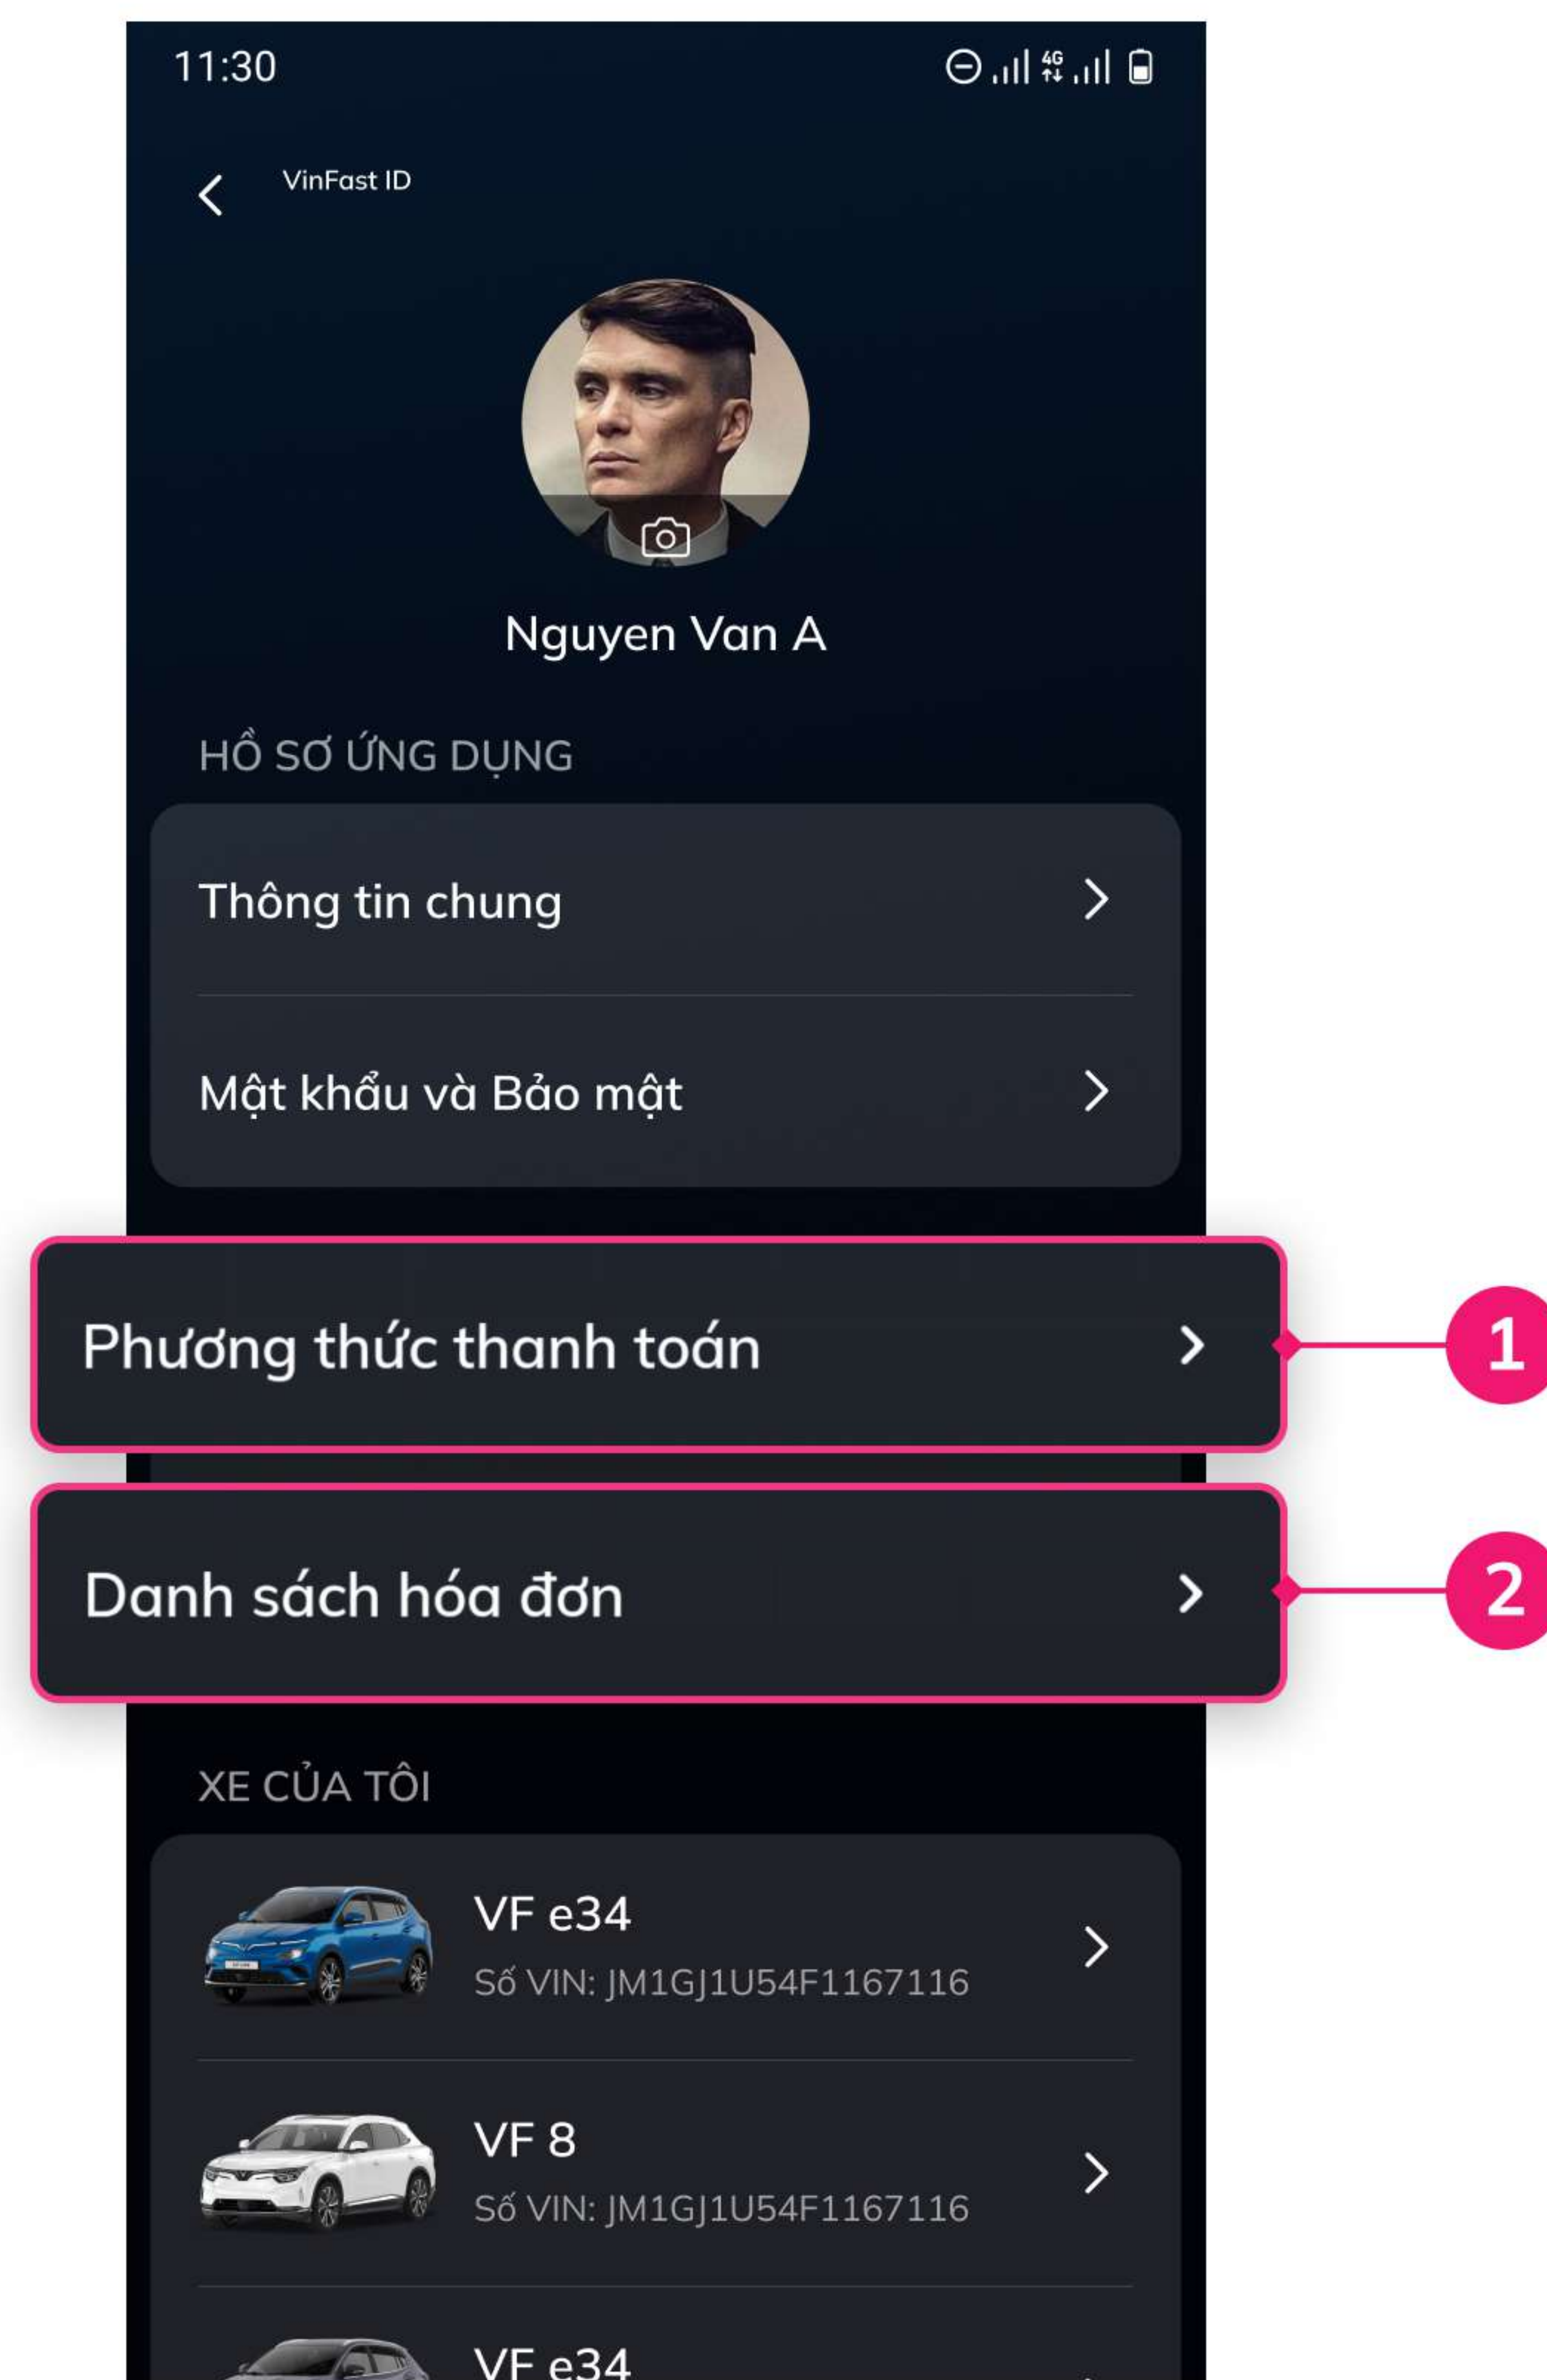 11:30
4G
VinFast ID
Nguyen Van A
HỒ SƠ ỨNG DỤNG
Thông tin chung
Mật khẩu và Bảo mật
Phương thức thanh toán
1
Danh sách hóa đơn
2
XE CỦA TÔI
VF e34
Số VIN: JM1GJ1U54F1167116
VF 8
Số VIN: JM1GJ1U54F1167116
VF e34